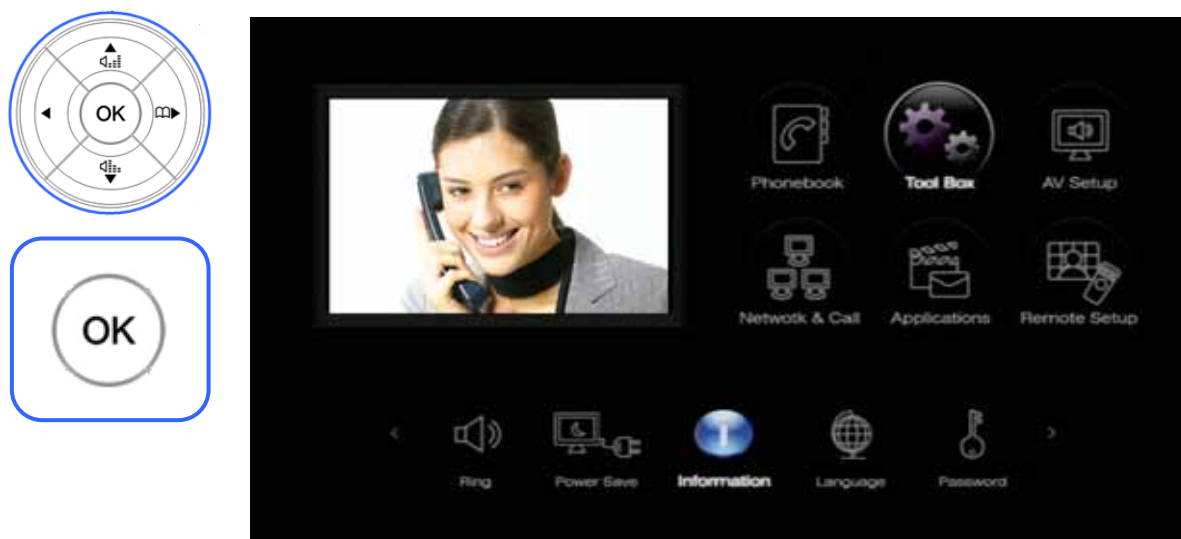 OK
OK
Phonebook
Tool Box
AV Setup
Netwotk & Call
Applications
Remote Setup
Ring
Power Save
Information
Language
Password